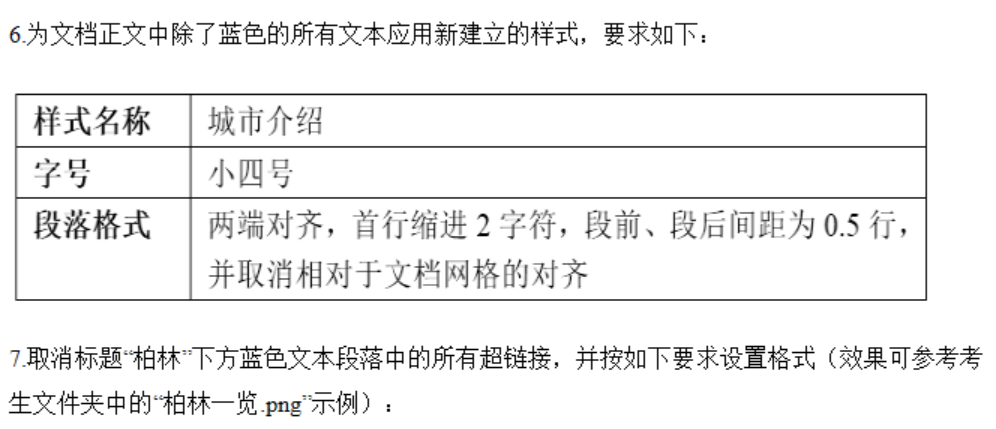 6.为文档正文中除了蓝色的所有文本应用新建立的样式，要求如下：
样式名称 城市介绍
字号 小四号
段落格式 两端对齐，首行缩进 2 字符，段前、段后间距为 0.5 行，
并取消相对于文档网格的对齐
7.取消标题“柏林”下方蓝色文本段落中的所有超链接，并按如下要求设置格式（效果可参考考
生文件夹中的“柏林一览.png”示例）：